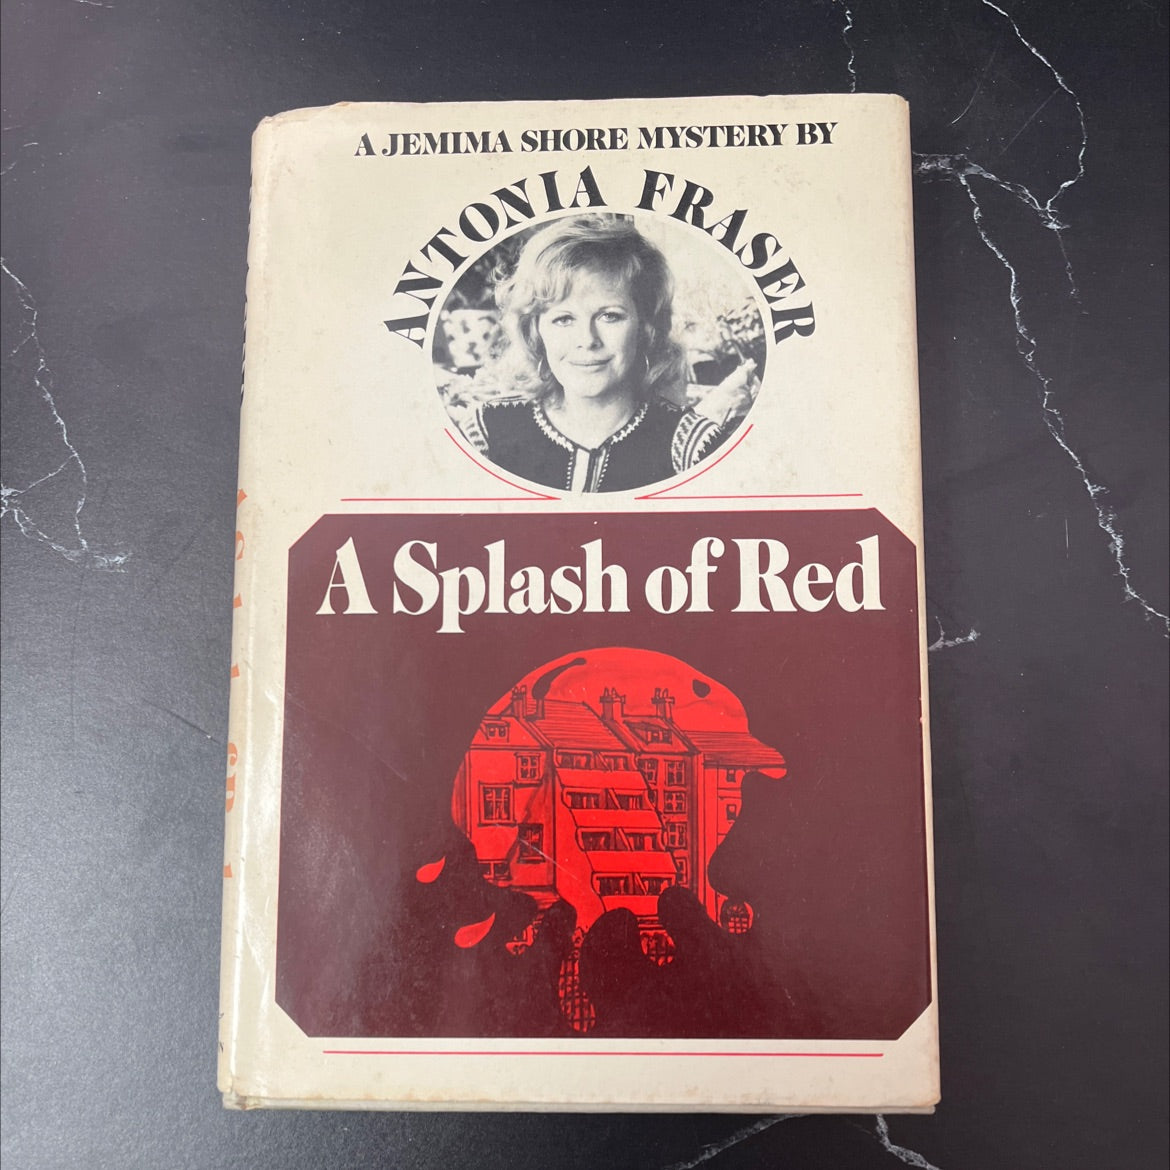 A JEMIMA SHORE MYSTERY BY
ANTONIA FRASER
A Splash of Red